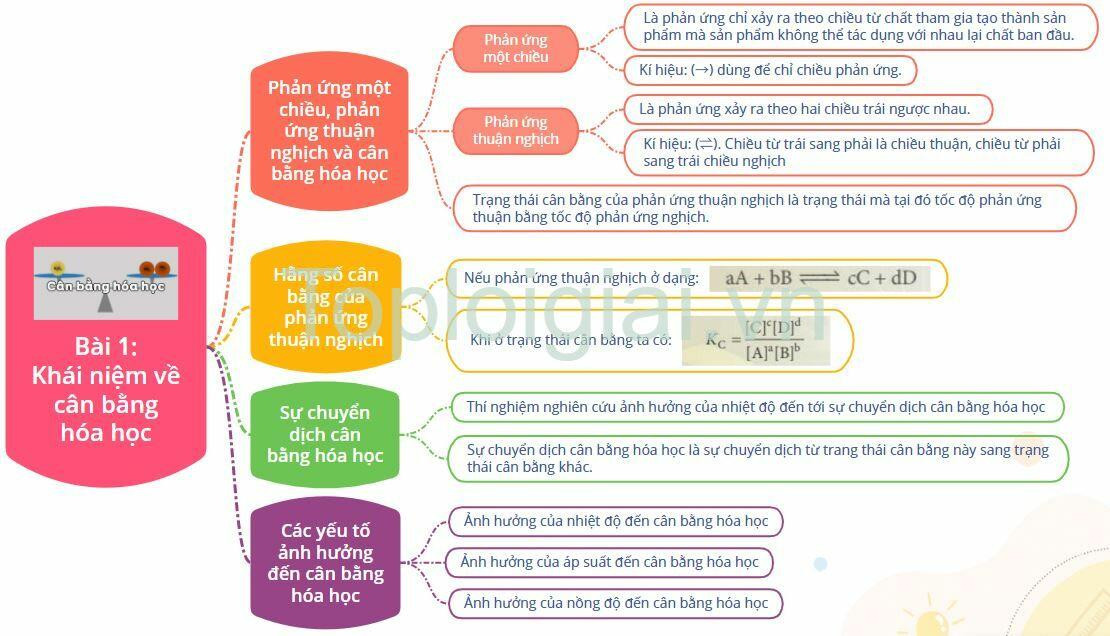 Cân bằng hóa học
Bài 1:
Khái niệm về
cân bằng
hóa học
Phản ứng một
chiều, phản
ứng thuận
nghịch và cân
bằng hóa học
Phản ứng
một chiều
Là phản ứng chỉ xảy ra theo chiều từ chất tham gia tạo thành sản
phẩm mà sản phẩm không thể tác dụng với nhau lại chất ban đầu.
Kí hiệu: (→) dùng để chỉ chiều phản ứng.
Phản ứng
thuận nghịch
Là phản ứng xảy ra theo hai chiều trái ngược nhau.
Kí hiệu: (⇌). Chiều từ trái sang phải là chiều thuận, chiều từ phải
sang trái chiều nghịch
Trạng thái cân bằng của phản ứng thuận nghịch là trạng thái mà tại đó tốc độ phản ứng
thuận bằng tốc độ phản ứng nghịch.
Hằng số cân
bằng của
phản ứng
thuận nghịch
Nếu phản ứng thuận nghịch ở dạng: aA + bB ⇌ cC + dD
Khi ở trạng thái cân bằng ta có: K_C = [C]^c[D]^d / [A]^a[B]^b
Toploigiai.vn
Sự chuyển
dịch cân
bằng hóa học
Thí nghiệm nghiên cứu ảnh hưởng của nhiệt độ đến tới sự chuyển dịch cân bằng hóa học
Sự chuyển dịch cân bằng hóa học là sự chuyển dịch từ trang thái cân bằng này sang trạng
thái cân bằng khác.
Các yếu tố
ảnh hưởng
đến cân bằng
hóa học
Ảnh hưởng của nhiệt độ đến cân bằng hóa học
Ảnh hưởng của áp suất đến cân bằng hóa học
Ảnh hưởng của nồng độ đến cân bằng hóa học